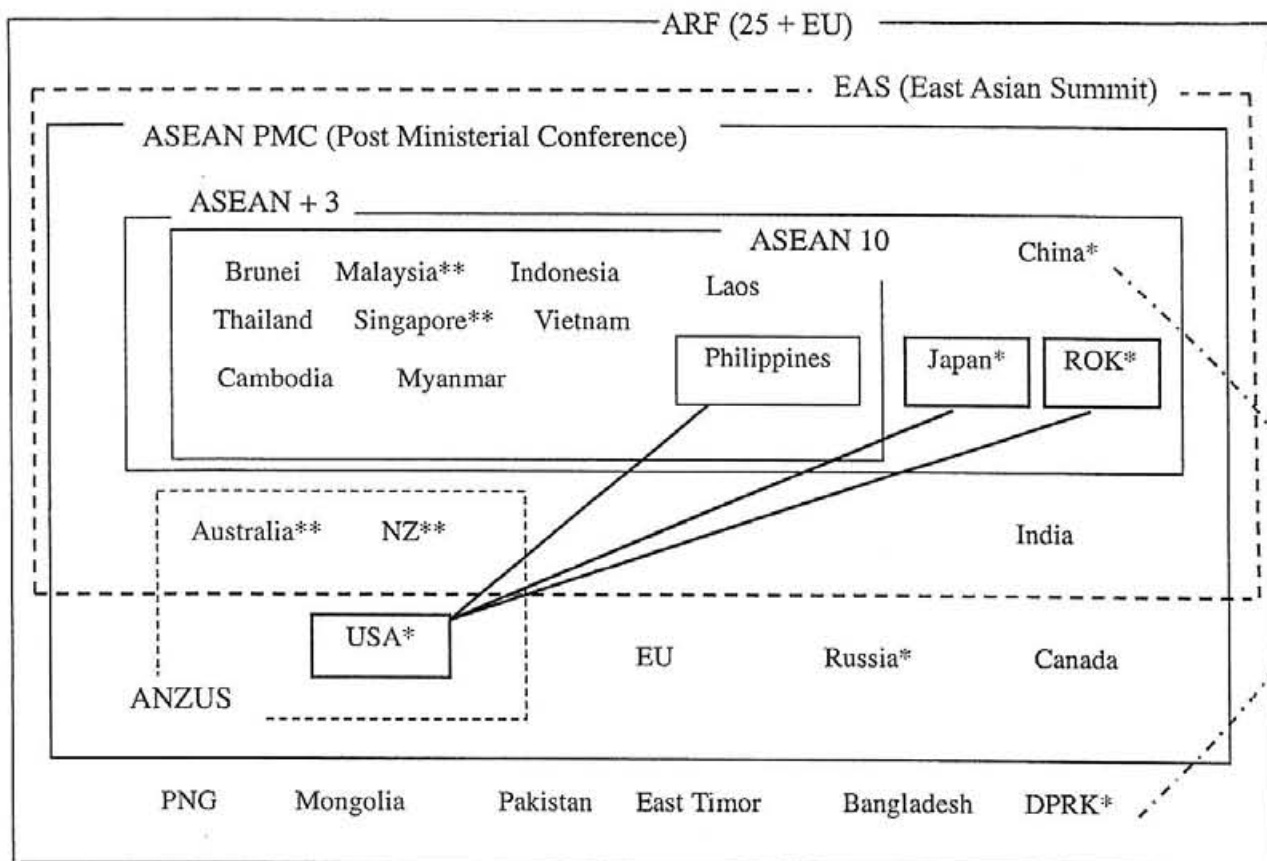 ARF (25 + EU)
EAS (East Asian Summit)
ASEAN PMC (Post Ministerial Conference)
ASEAN + 3
ASEAN 10
China*
Brunei Malaysia** Indonesia
Laos
Thailand Singapore** Vietnam
Philippines Japan* ROK*
Cambodia Myanmar
Australia** NZ** India
USA*
EU Russia* Canada
ANZUS
PNG Mongolia Pakistan East Timor Bangladesh DPRK*